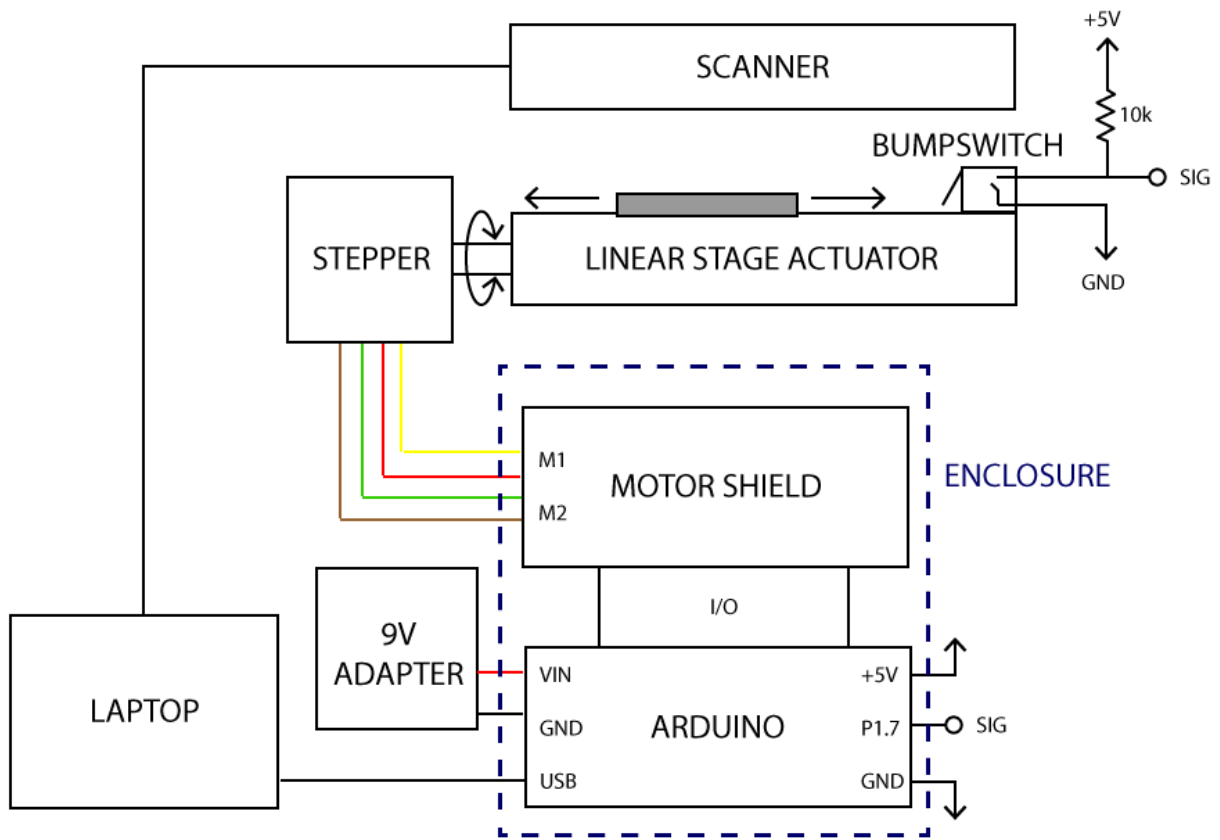 +5V
SCANNER
10k
BUMPSWITCH
SIG
STEPPER
LINEAR STAGE ACTUATOR
GND
M1
MOTOR SHIELD
ENCLOSURE
M2
I/O
9V
ADAPTER
VIN
+5V
LAPTOP
ARDUINO
GND
P1.7
SIG
USB
GND